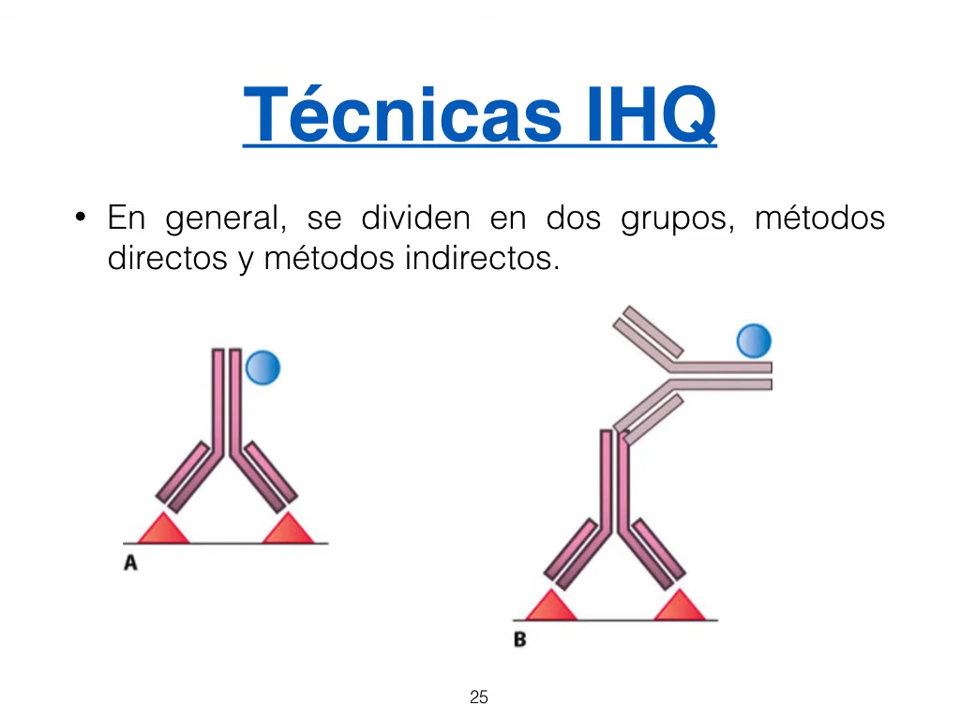 Técnicas IHQ
• En general, se dividen en dos grupos, métodos
directos y métodos indirectos.
A
B
25